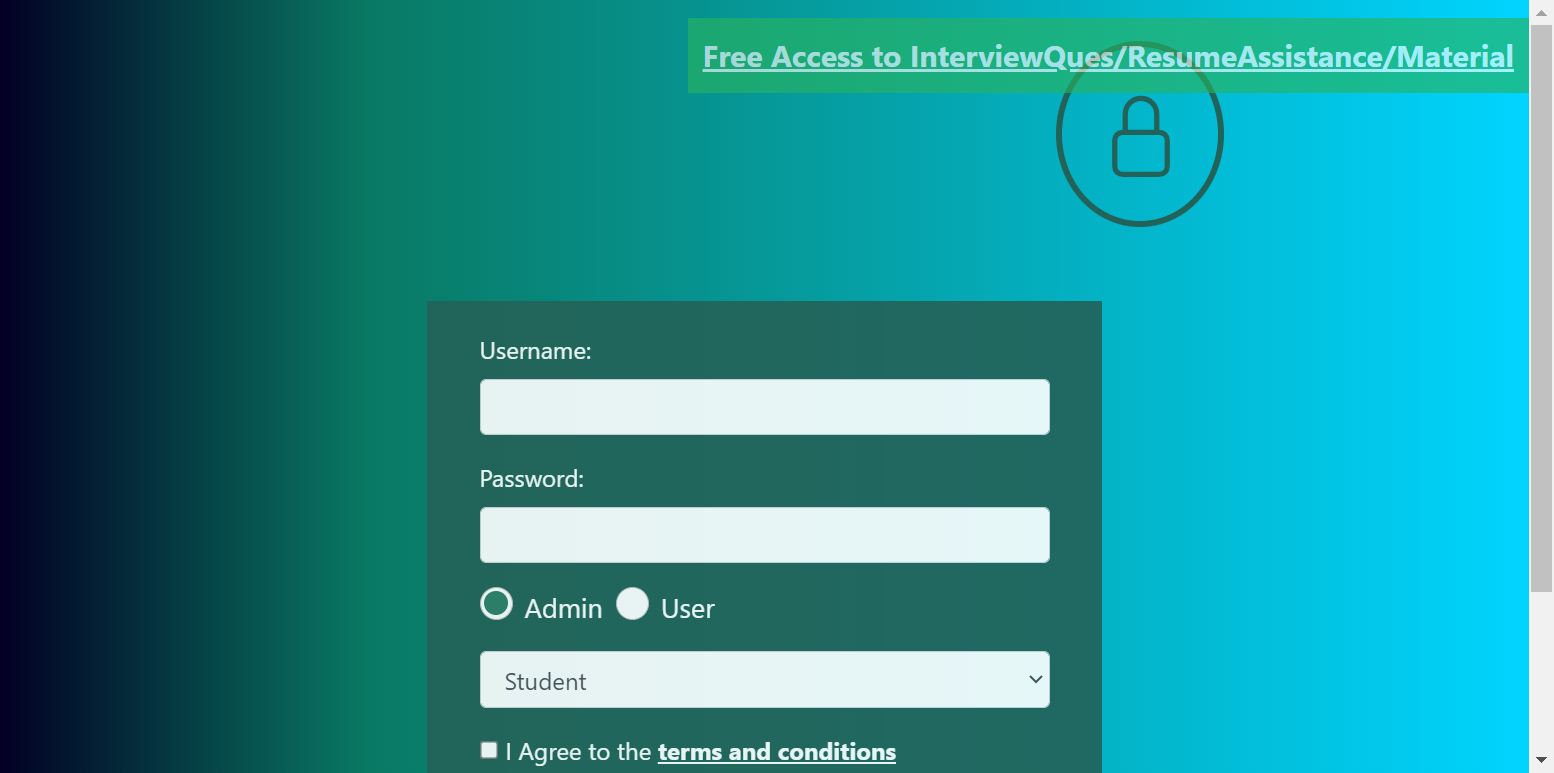 Free Access to InterviewQues/ResumeAssistance/Material
Username:
Password:
Admin User
Student
I Agree to the terms and conditions